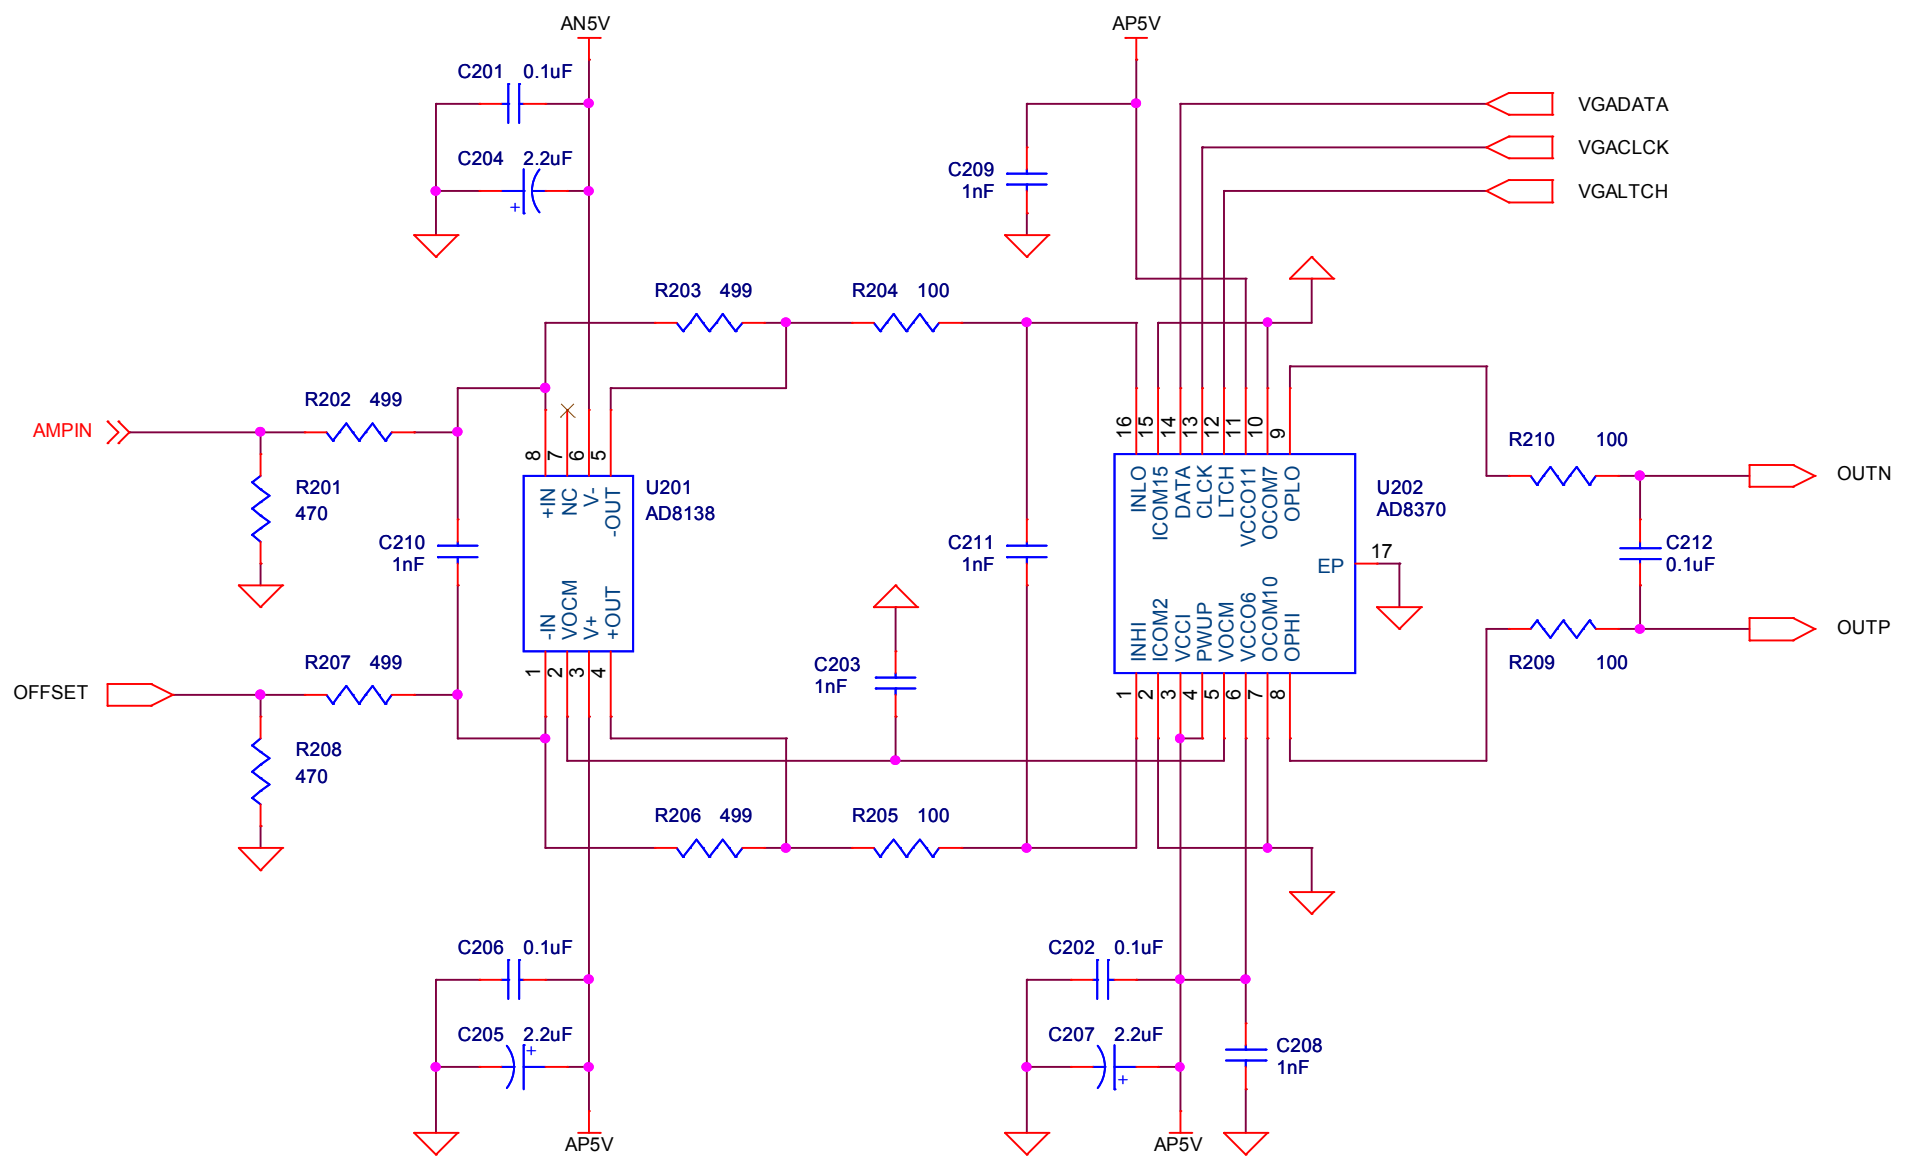 AN5V
AP5V
C201 0.1uF
VGADATA
C204 2.2uF
+
VGACLCK
C209
1nF
VGALTCH
R203 499
R204 100
R202 499
AMPIN
R201
470
8
7
6
5
+IN
NC
V-
-OUT
U201
AD8138
-IN
VOCM
V+
+OUT
1
2
3
4
C210
1nF
C211
1nF
16
15
14
13
12
11
10
9
INLO
ICOM15
DATA
CLCK
LTCH
VCCO11
OCOM7
OPLO
U202
AD8370
EP
17
INHI
ICOM2
VCCI
PWUP
VOCM
VCCO6
OCOM10
OPHI
1
2
3
4
5
6
7
8
R210 100
OUTN
C212
0.1uF
OUTP
R209 100
C203
1nF
R207 499
OFFSET
R208
470
R206 499
R205 100
C206 0.1uF
C205 2.2uF
+
AP5V
C202 0.1uF
C207 2.2uF
+
C208
1nF
AP5V